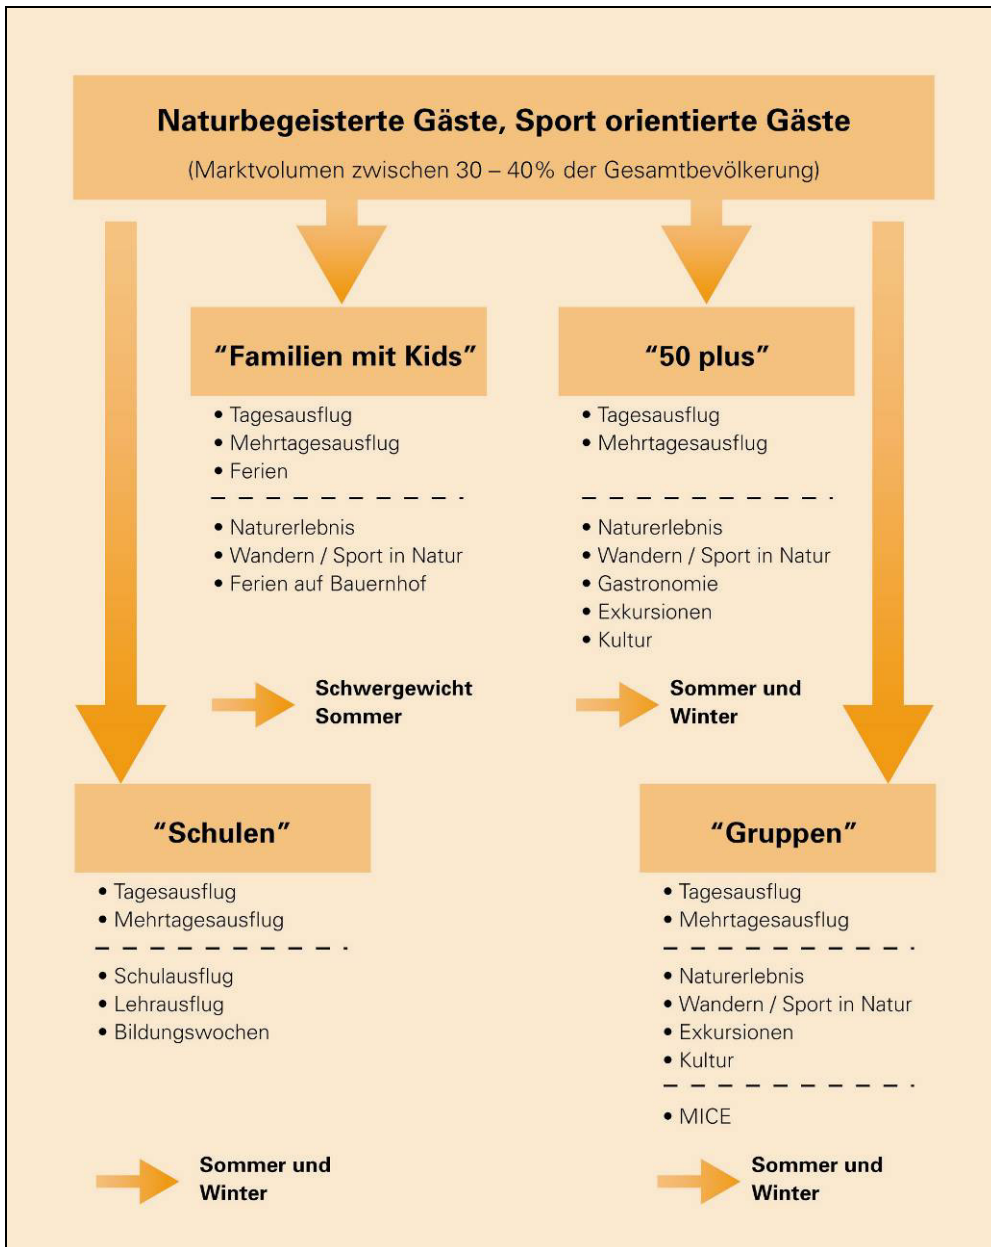 Naturbegeisterte Gäste, Sport orientierte Gäste
(Marktvolumen zwischen 30 – 40% der Gesamtbevölkerung)
“Familien mit Kids”
• Tagesausflug
• Mehrtagesausflug
• Ferien
• Naturerlebnis
• Wandern / Sport in Natur
• Ferien auf Bauernhof
Schwergewicht
Sommer
“50 plus”
• Tagesausflug
• Mehrtagesausflug
• Naturerlebnis
• Wandern / Sport in Natur
• Gastronomie
• Exkursionen
• Kultur
Sommer und
Winter
“Schulen”
• Tagesausflug
• Mehrtagesausflug
• Schulausflug
• Lehrausflug
• Bildungswochen
Sommer und
Winter
“Gruppen”
• Tagesausflug
• Mehrtagesausflug
• Naturerlebnis
• Wandern / Sport in Natur
• Exkursionen
• Kultur
• MICE
Sommer und
Winter